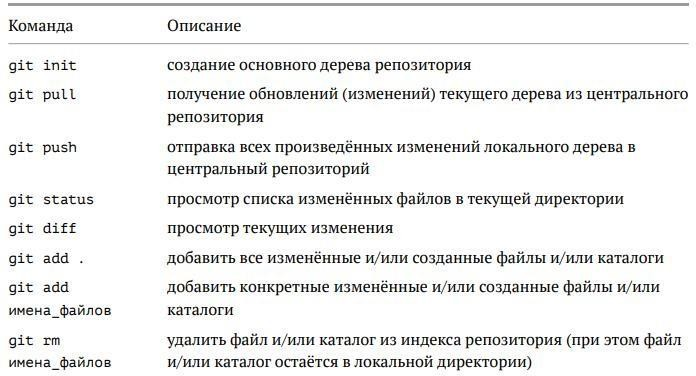 Команда Описание
git init создание основного дерева репозитория
git pull получение обновлений (изменений) текущего дерева из центрального
репозитория
git push отправка всех произведённых изменений локального дерева в
центральный репозиторий
git status просмотр списка изменённых файлов в текущей директории
git diff просмотр текущих изменения
git add . добавить все изменённые и/или созданные файлы и/или каталоги
git add добавить конкретные изменённые и/или созданные файлы и/или
имена_файлов каталоги
git rm удалить файл и/или каталог из индекса репозитория (при этом файл
имена_файлов и/или каталог остаётся в локальной директории)